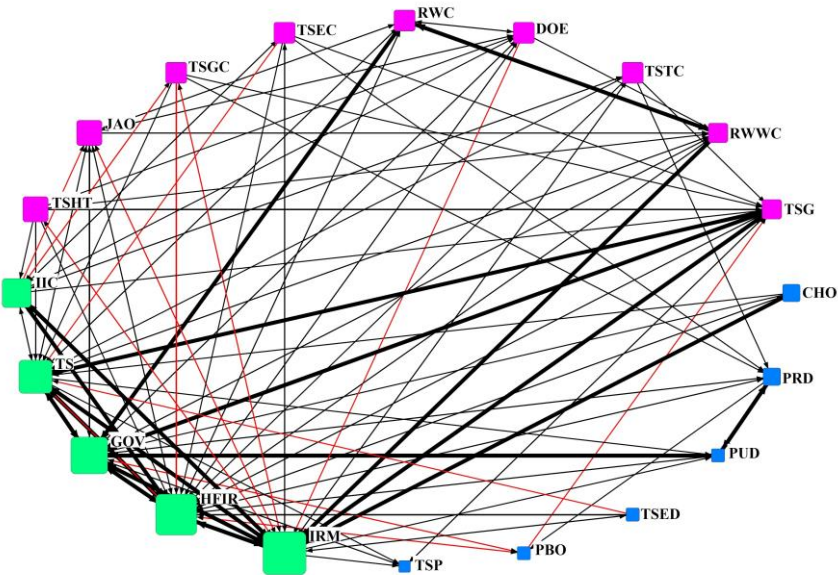 RWC
TSEC
DOE
TSGC
TSTC
JAO
RWWC
TSHT
TSG
IIC
CHO
TS
PRD
GOV
PUD
HFIR
TSED
IRM
PBO
TSP